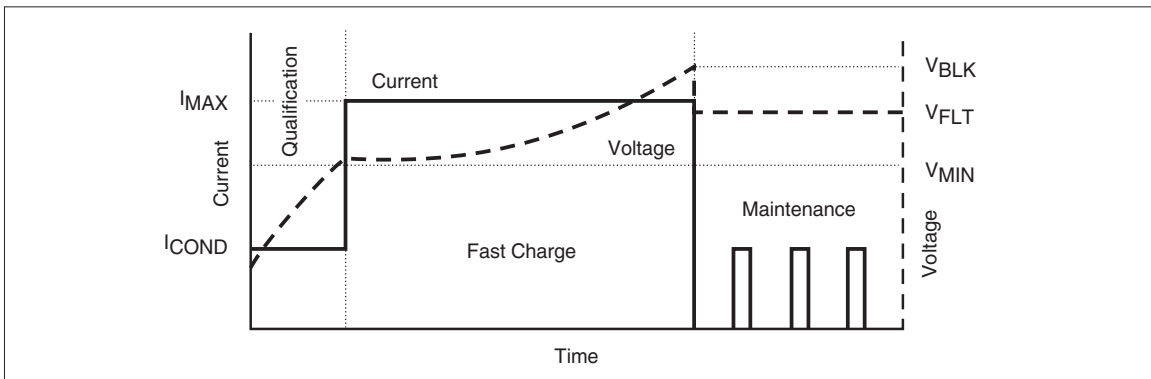 Qualification
Current
VBLK
IMAX
VFLT
Voltage
Current
VMIN
Maintenance
ICOND
Fast Charge
Voltage
Time